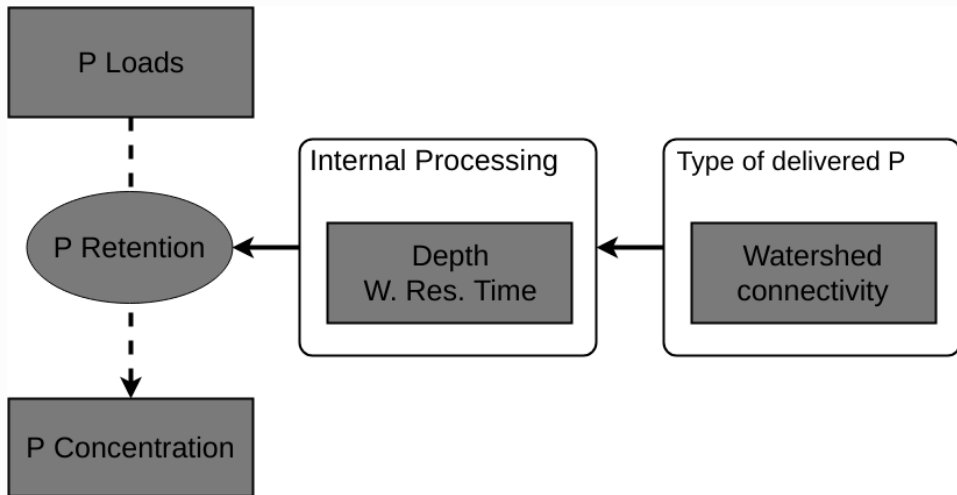 P Loads
Internal Processing
Type of delivered P
P Retention
Depth
W. Res. Time
Watershed
connectivity
P Concentration